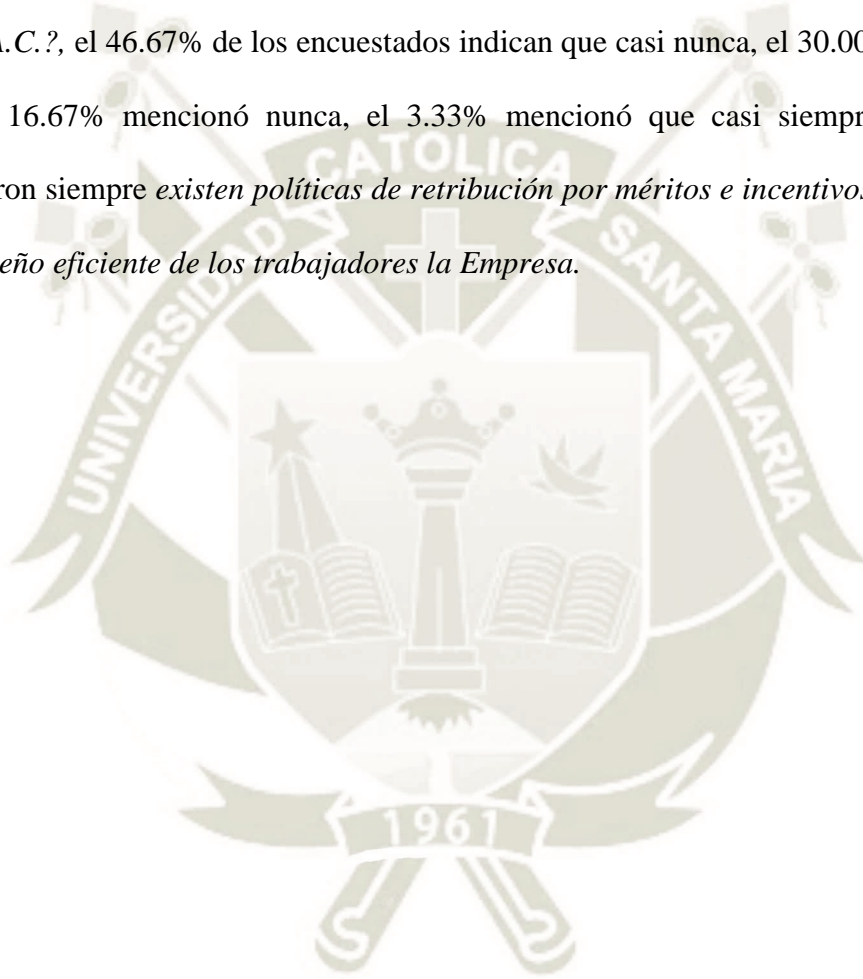 A.C.?, el 46.67% de los encuestados indican que casi nunca, el 30.00
16.67% mencionó nunca, el 3.33% mencionó que casi siempr
ron siempre existen políticas de retribución por méritos e incentivos
eño eficiente de los trabajadores la Empresa.
UNIVERSIDAD CATOLICA SANTA MARIA
1961